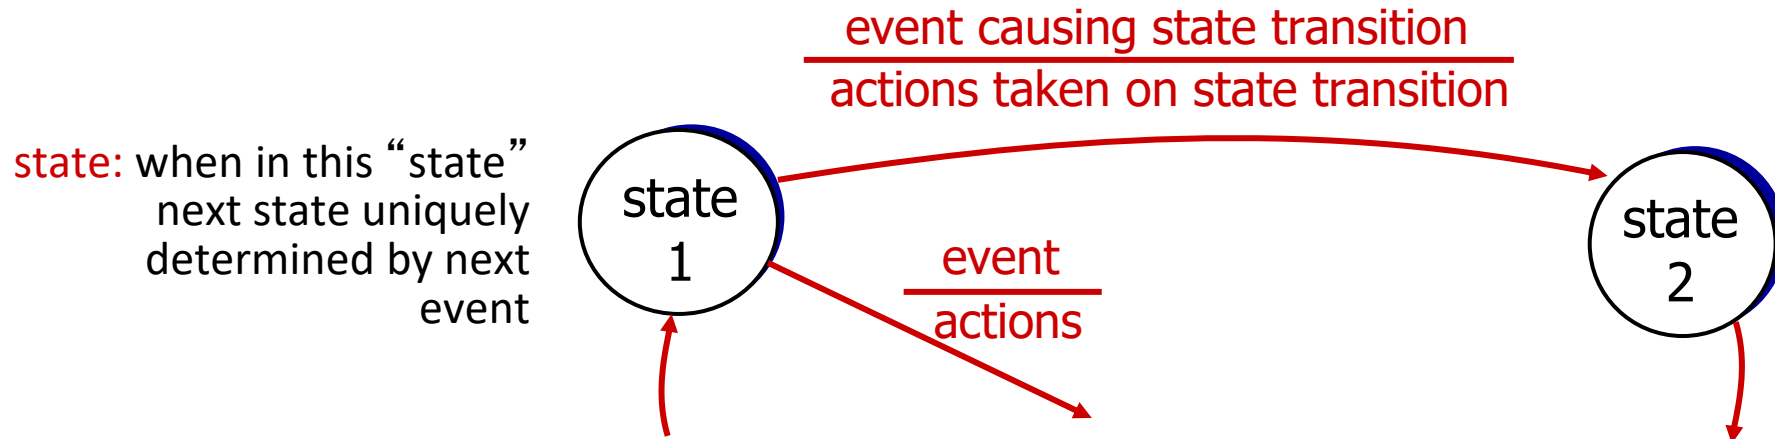 event causing state transition
actions taken on state transition
state: when in this “state”
next state uniquely
determined by next
event
state
1
event
actions
state
2